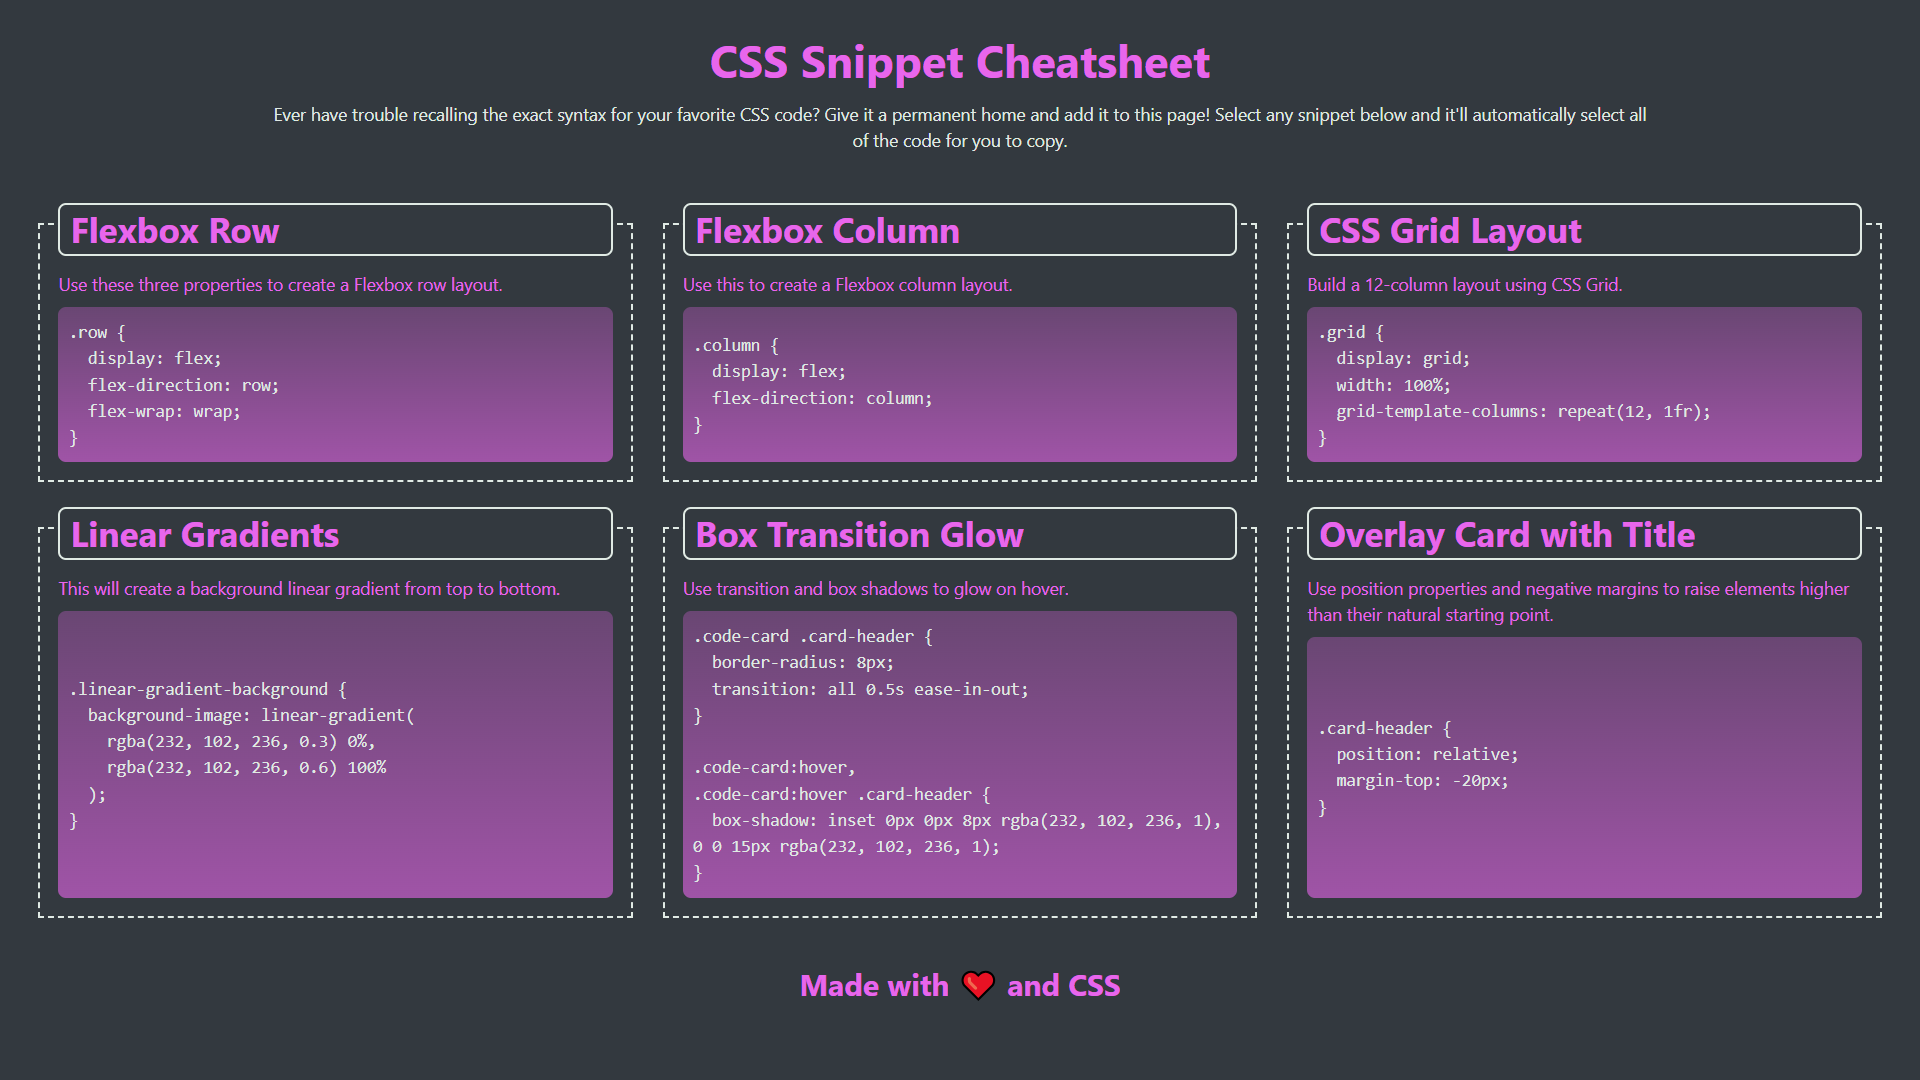 CSS Snippet Cheatsheet
Ever have trouble recalling the exact syntax for your favorite CSS code? Give it a permanent home and add it to this page! Select any snippet below and it'll automatically select all
of the code for you to copy.
Flexbox Row
Use these three properties to create a Flexbox row layout.
.row {
  display: flex;
  flex-direction: row;
  flex-wrap: wrap;
}
Flexbox Column
Use this to create a Flexbox column layout.
.column {
  display: flex;
  flex-direction: column;
}
CSS Grid Layout
Build a 12-column layout using CSS Grid.
.grid {
  display: grid;
  width: 100%;
  grid-template-columns: repeat(12, 1fr);
}
Linear Gradients
This will create a background linear gradient from top to bottom.
.linear-gradient-background {
  background-image: linear-gradient(
    rgba(232, 102, 236, 0.3) 0%,
    rgba(232, 102, 236, 0.6) 100%
  );
}
Box Transition Glow
Use transition and box shadows to glow on hover.
.code-card .card-header {
  border-radius: 8px;
  transition: all 0.5s ease-in-out;
}
.code-card:hover,
.code-card:hover .card-header {
  box-shadow: inset 0px 0px 8px rgba(232, 102, 236, 1),
0 0 15px rgba(232, 102, 236, 1);
}
Overlay Card with Title
Use position properties and negative margins to raise elements higher
than their natural starting point.
.card-header {
  position: relative;
  margin-top: -20px;
}
Made with ❤️ and CSS